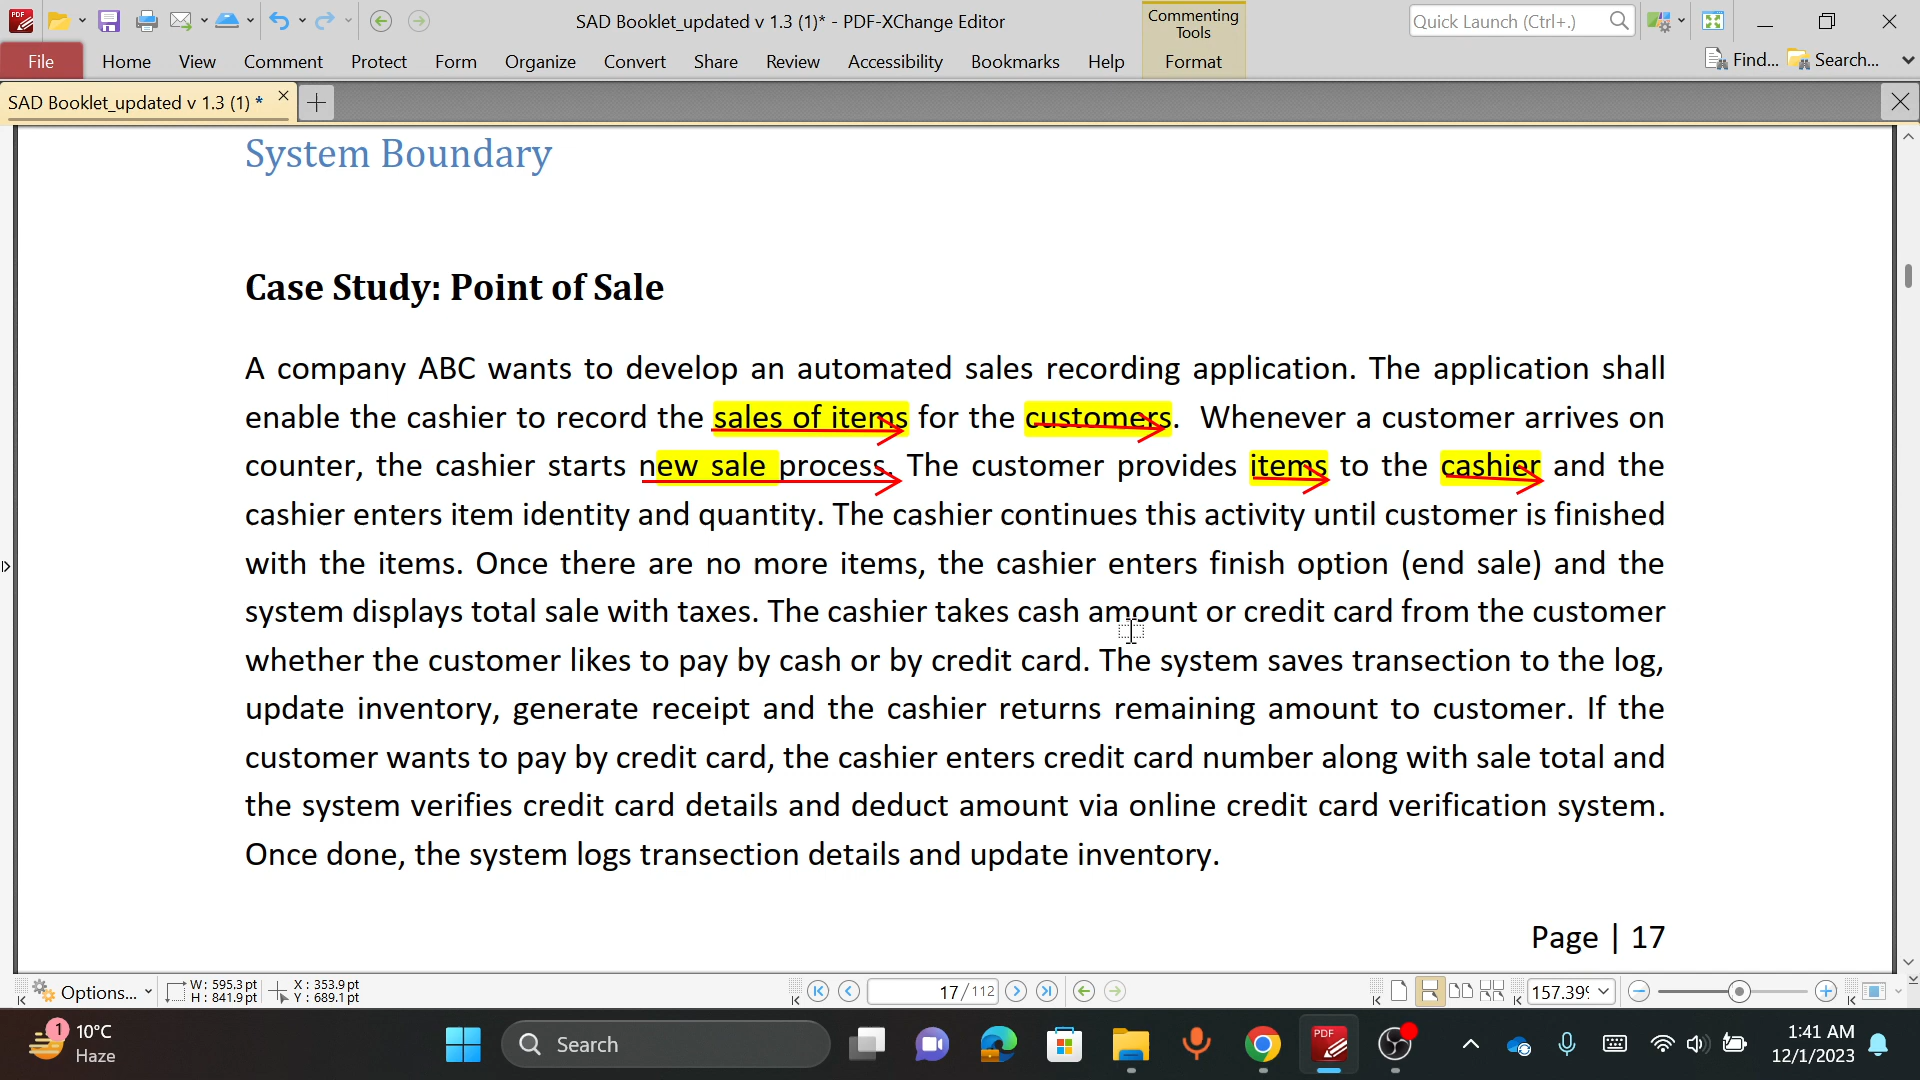 SAD Booklet_updated v 1.3 (1)* - PDF-XChange Editor
Commenting Tools
Quick Launch (Ctrl+.)
File Home View Comment Protect Form Organize Convert Share Review Accessibility Bookmarks Help Format
Find... Search...
SAD Booklet_updated v 1.3 (1) *
System Boundary
Case Study: Point of Sale
A company ABC wants to develop an automated sales recording application. The application shall
enable the cashier to record the sales of items for the customers. Whenever a customer arrives on
counter, the cashier starts new sale process. The customer provides items to the cashier and the
cashier enters item identity and quantity. The cashier continues this activity until customer is finished
with the items. Once there are no more items, the cashier enters finish option (end sale) and the
system displays total sale with taxes. The cashier takes cash amount or credit card from the customer
whether the customer likes to pay by cash or by credit card. The system saves transection to the log,
update inventory, generate receipt and the cashier returns remaining amount to customer. If the
customer wants to pay by credit card, the cashier enters credit card number along with sale total and
the system verifies credit card details and deduct amount via online credit card verification system.
Once done, the system logs transection details and update inventory.
Page | 17
Options... W: 595.3pt H: 841.9pt X: 353.9pt Y: 689.1pt 17 / 112 157.39%
1 10°C Haze
Search
PDF
1:41 AM
12/1/2023